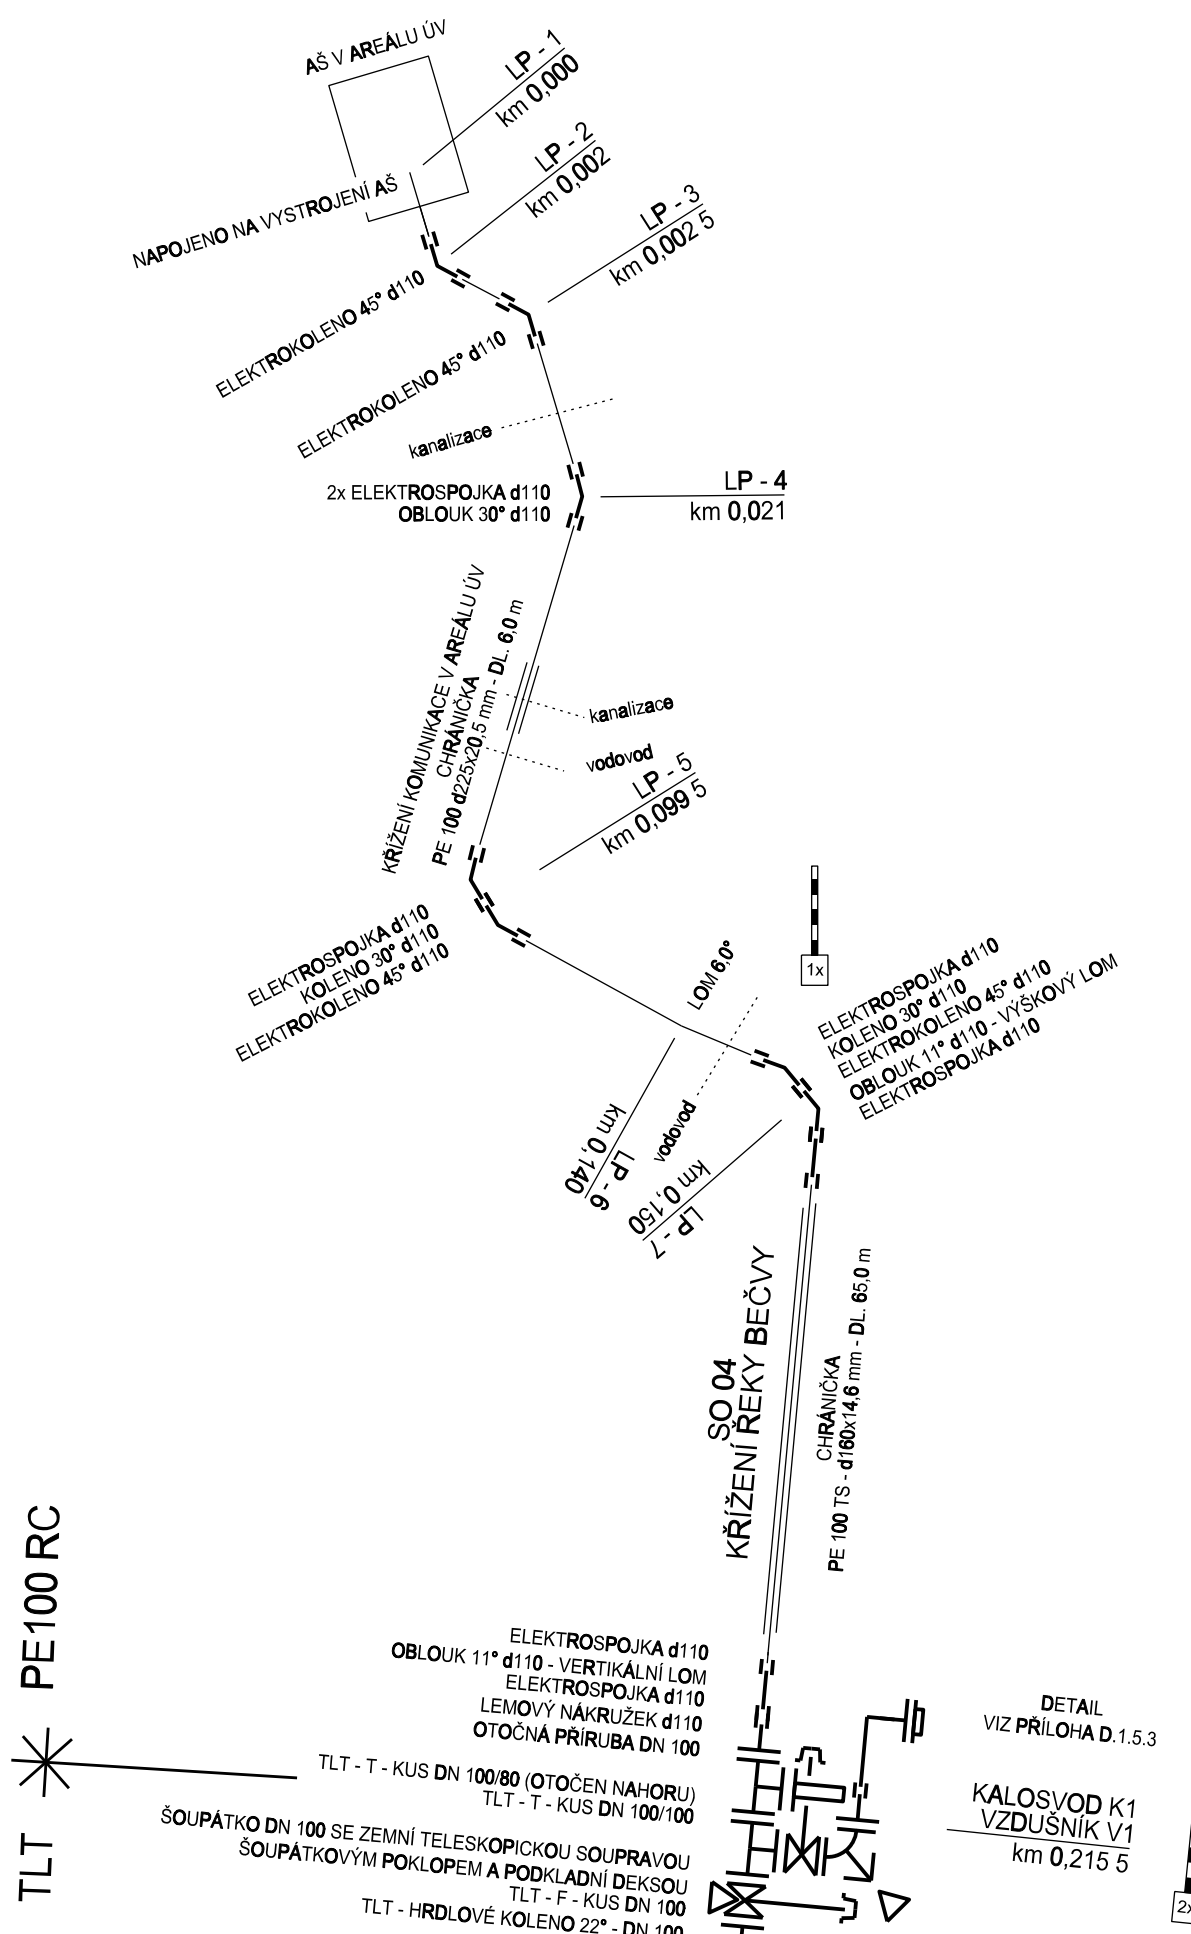 AŠ V AREÁLU ÚV
LP - 1
km 0,000
LP - 2
km 0,002
NAPOJENO NA VYSTROJENÍ AŠ
LP - 3
km 0,002 5
ELEKTROKOLENO 45° d110
ELEKTROKOLENO 45° d110
kanalizace
2x ELEKTROSPOJKA d110
OBLOUK 30° d110
LP - 4
km 0,021
KŘÍŽENÍ KOMUNIKACE V AREÁLU ÚV
CHRÁNIČKA
PE 100 d225x20,5 mm - DL. 6,0 m
kanalizace
vodovod
LP - 5
km 0,099 5
ELEKTROSPOJKA d110
KOLENO 30° d110
ELEKTROKOLENO 45° d110
LOM 6,0°
1x
ELEKTROSPOJKA d110
KOLENO 30° d110
ELEKTROKOLENO 45° d110
OBLOUK 11° d110 - VÝŠKOVÝ LOM
ELEKTROSPOJKA d110
km 0,140
LP - 6
vodovod
km 0,150
LP - 7
SO 04
KŘÍŽENÍ ŘEKY BEČVY
CHRÁNIČKA
PE 100 TS - d160x14,6 mm - DL. 65,0 m
PE100 RC
TLT
ELEKTROSPOJKA d110
OBLOUK 11° d110 - VERTIKÁLNÍ LOM
ELEKTROSPOJKA d110
LEMOVÝ NÁKRUŽEK d110
OTOČNÁ PŘÍRUBA DN 100
TLT - T - KUS DN 100/80 (OTOČEN NAHORU)
TLT - T - KUS DN 100/100
ŠOUPÁTKO DN 100 SE ZEMNÍ TELESKOPICKOU SOUPRAVOU
ŠOUPÁTKOVÝM POKLOPEM A PODKLADNÍ DEKSOU
TLT - F - KUS DN 100
TLT - HRDLOVÉ KOLENO 22° - DN 100
DETAIL
VIZ PŘÍLOHA D.1.5.3
KALOSVOD K1
VZDUŠNÍK V1
km 0,215 5
2x